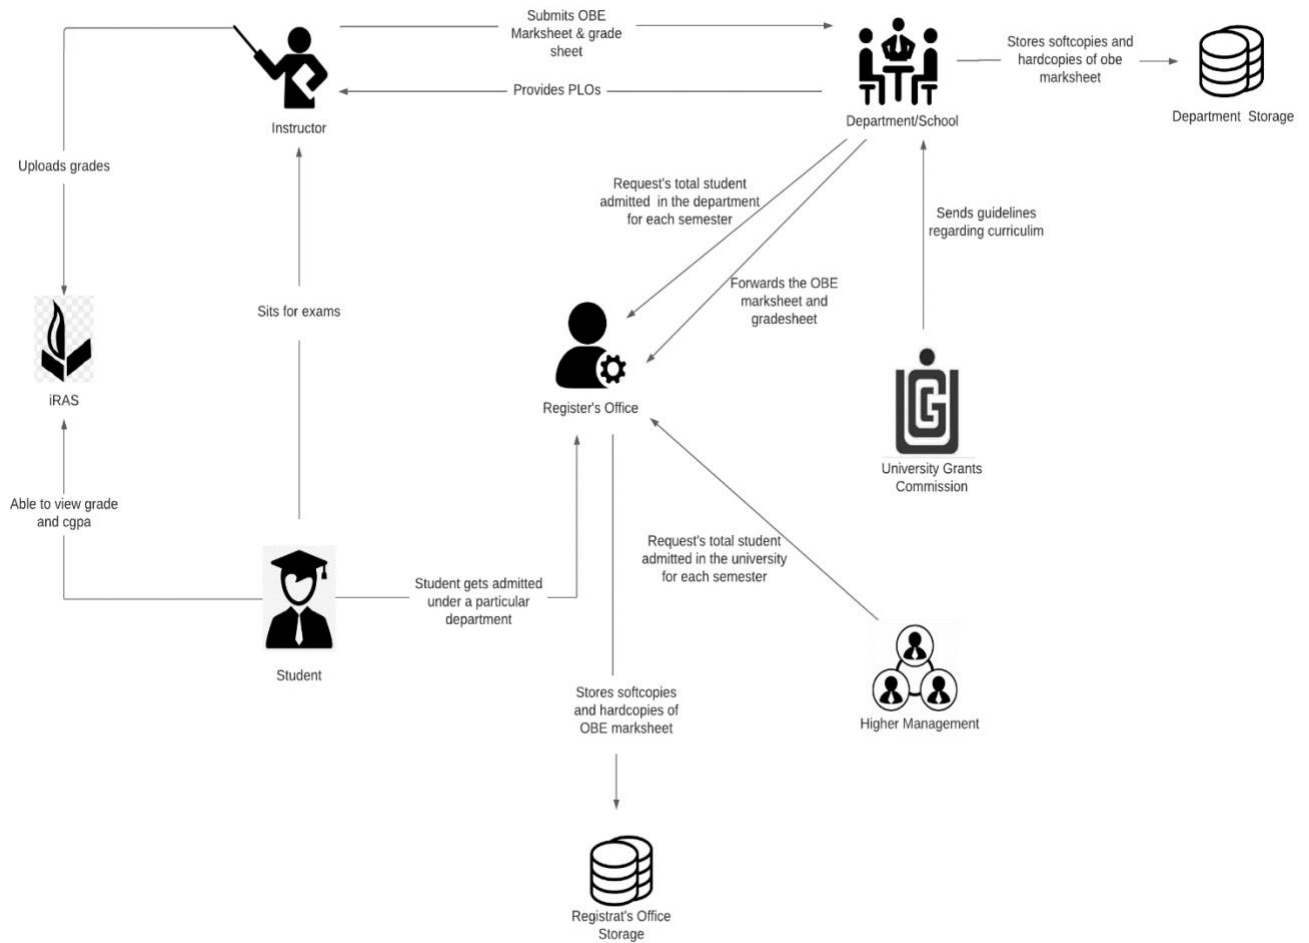 Submits OBE
Marksheet & grade
sheet
Stores softcopies and
hardcopies of obe
marksheet
Provides PLOs
Instructor
Department/School
Department  Storage
Uploads grades
Request's total student
admitted  in the department
for each semester
Sends guidelines
regarding curriculim
Forwards the OBE
marksheet and
gradesheet
Sits for exams
iRAS
Register's Office
UGC
University Grants
Commission
Able to view grade
and cgpa
Request's total student
admitted in the university
for each semester
Student gets admitted
under a particular
department
Student
Stores softcopies
and hardcopies of
OBE marksheet
Higher Management
Registrat's Office
Storage